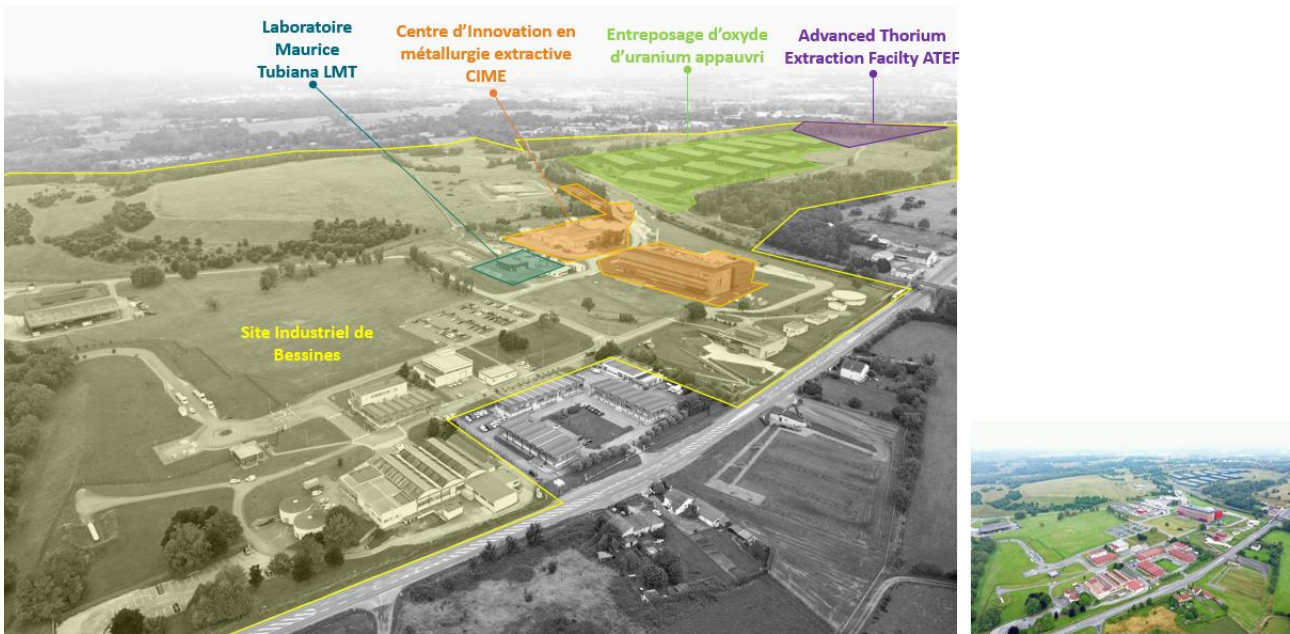 Laboratoire
Maurice
Tubiana LMT
Centre d'Innovation en
métallurgie extractive
CIME
Entreposage d'oxyde
d'uranium appauvri
Advanced Thorium
Extraction Facilty ATEF
Site Industriel de
Bessines